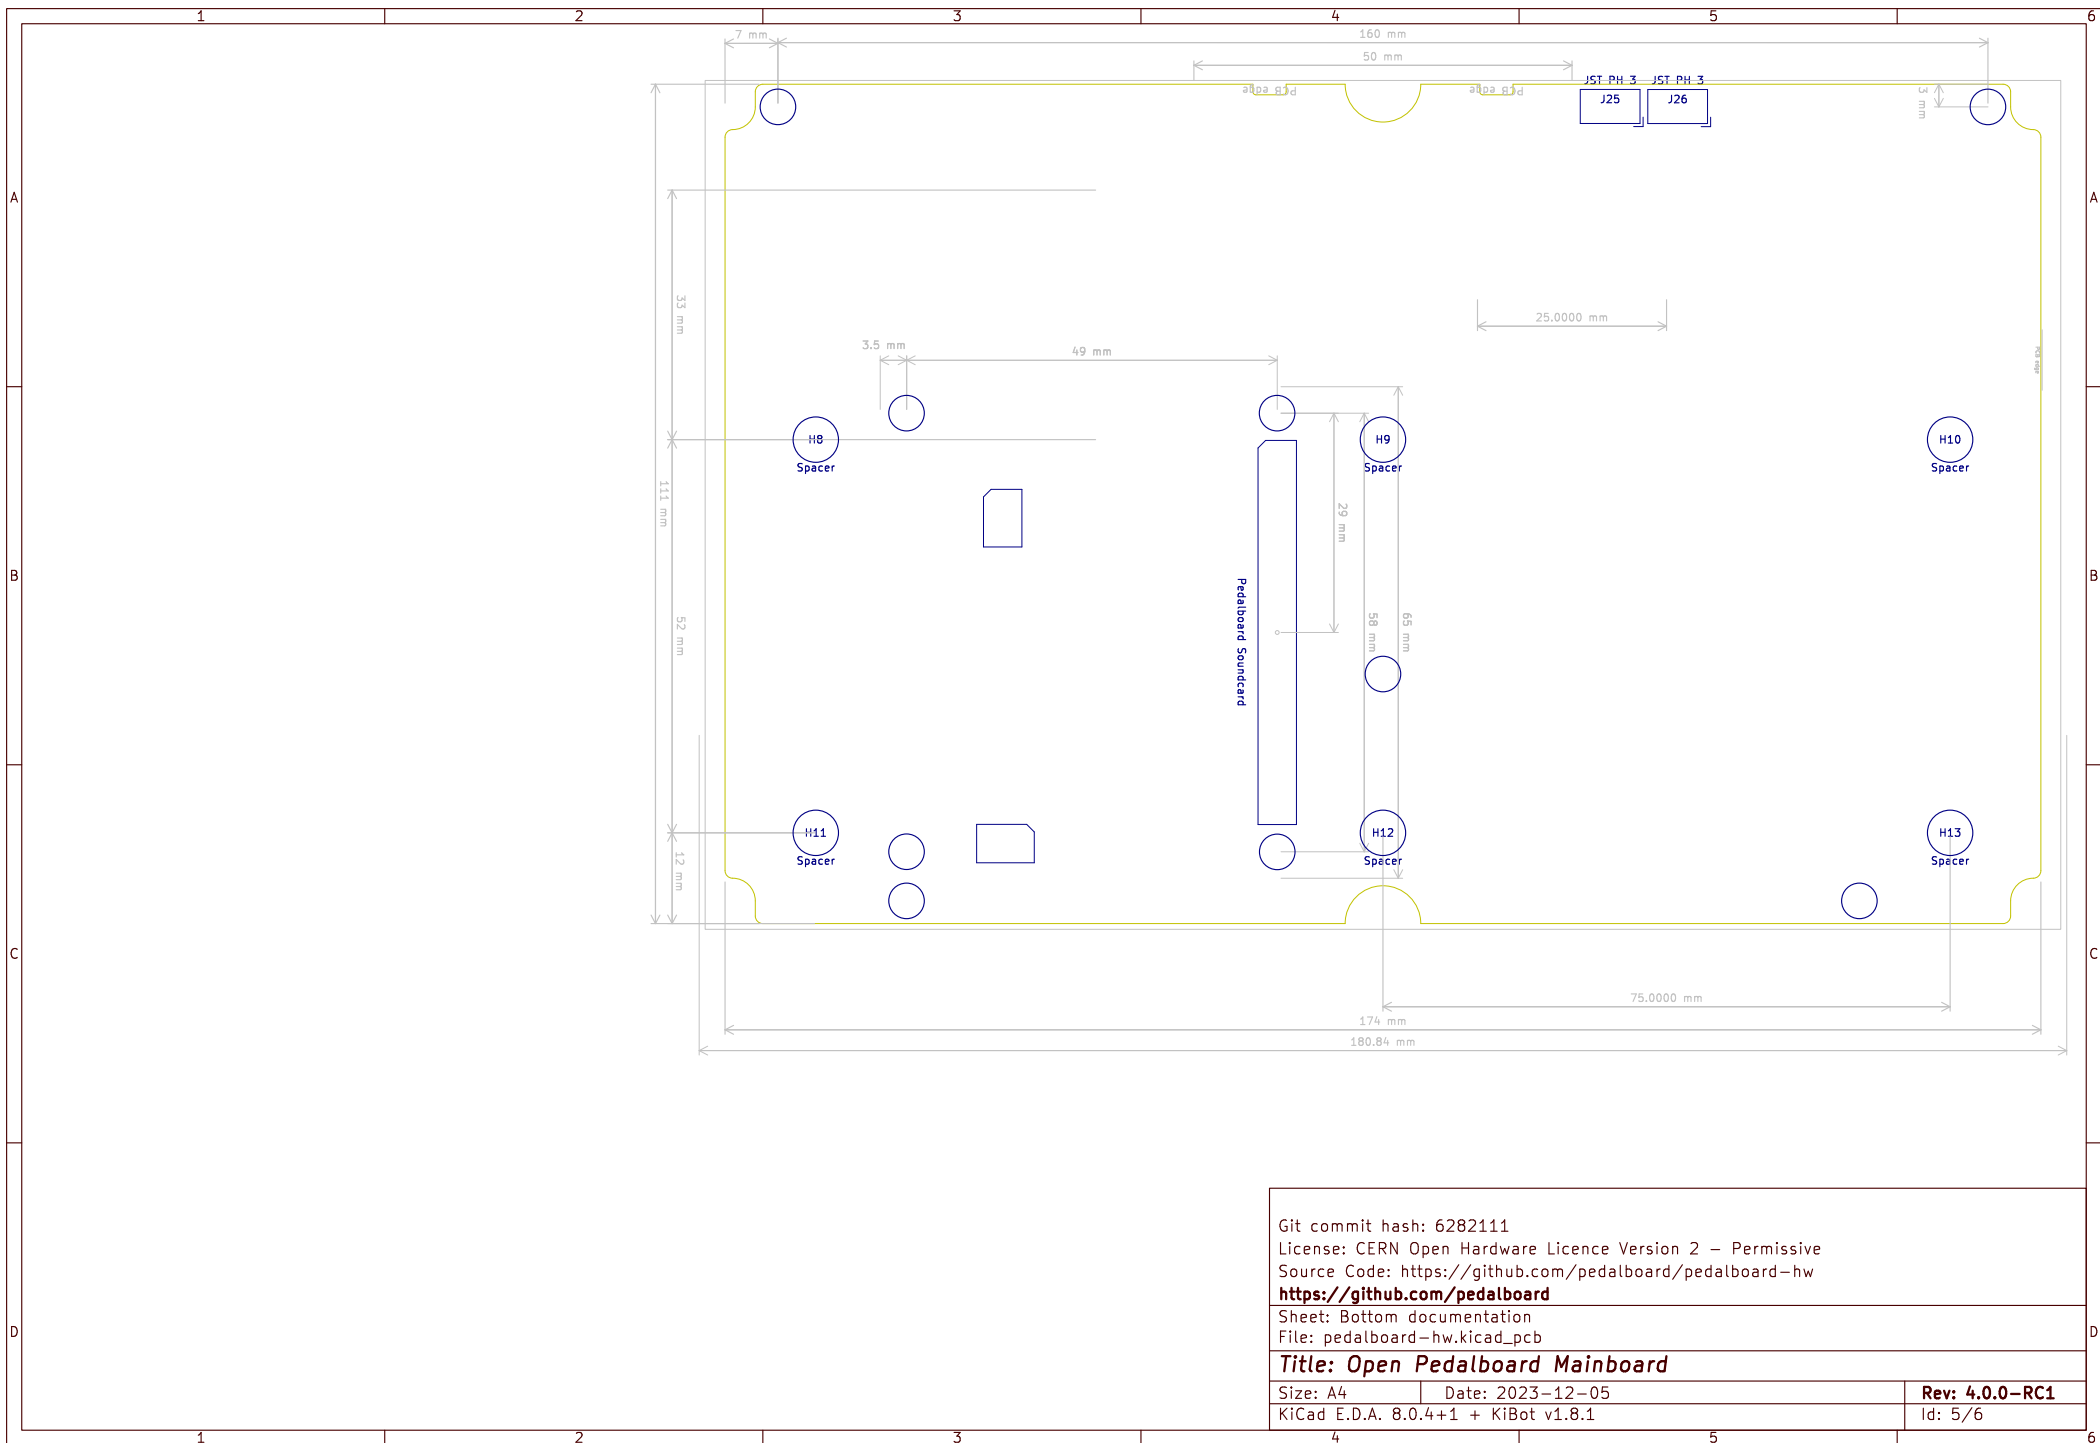 1 2 3 4 5 6
7 mm
160 mm
50 mm
PCB edge
PCB edge
JST PH 3
JST PH 3
J25
J26
3 mm
A
A
33 mm
25.0000 mm
3.5 mm
49 mm
PCB edge
H8
Spacer
H9
Spacer
H10
Spacer
111 mm
29 mm
B
B
52 mm
Pedalboard Soundcard
58 mm
65 mm
H11
Spacer
H12
Spacer
H13
Spacer
12 mm
C
C
75.0000 mm
174 mm
180.84 mm
Git commit hash: 6282111
License: CERN Open Hardware Licence Version 2 - Permissive
Source Code: https://github.com/pedalboard/pedalboard-hw
https://github.com/pedalboard
Sheet: Bottom documentation
File: pedalboard-hw.kicad_pcb
D
D
Title: Open Pedalboard Mainboard
Size: A4 Date: 2023-12-05 Rev: 4.0.0-RC1
KiCad E.D.A. 8.0.4+1 + KiBot v1.8.1 Id: 5/6
1 2 3 4 5 6